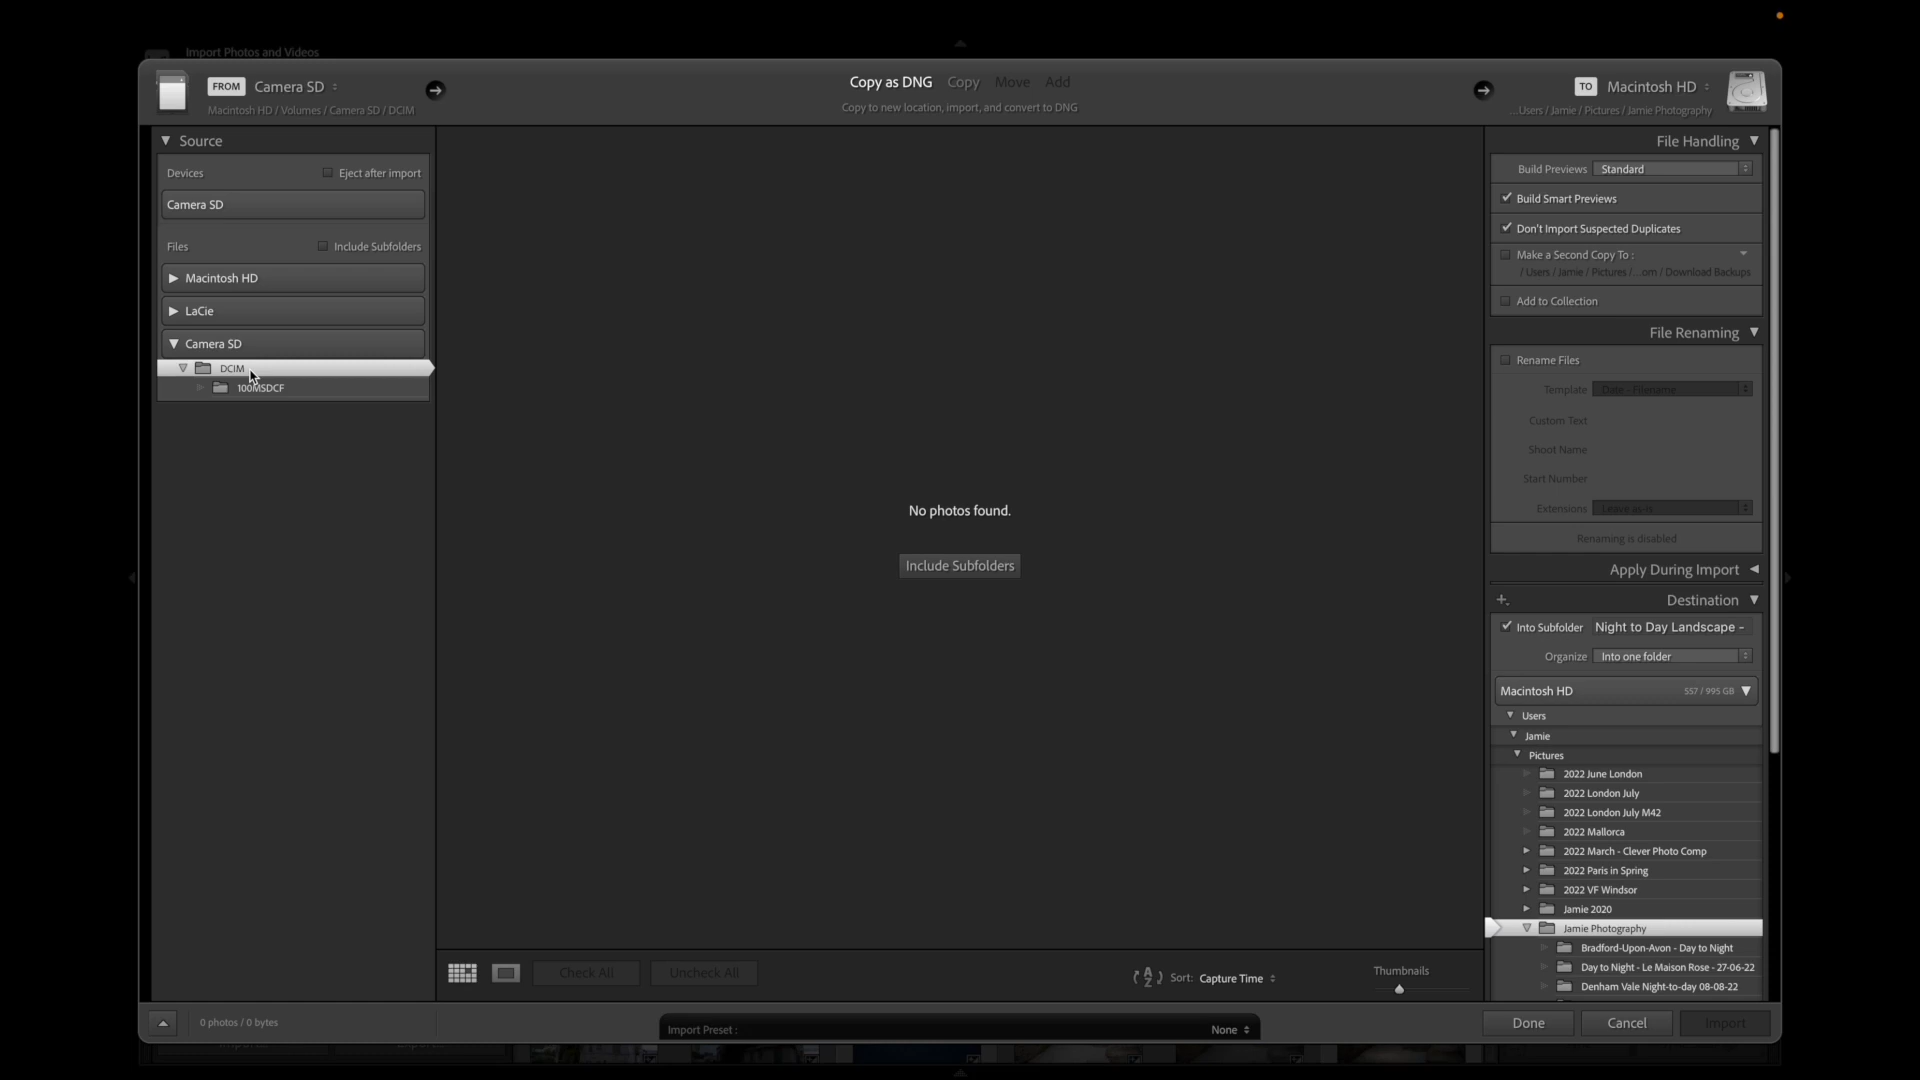 Import Photos and Videos
FROM Camera SD
Macintosh HD / Volumes / Camera SD / DCIM
Copy as DNG Copy Move Add
Copy to new location, import, and convert to DNG
TO Macintosh HD
...Users / Jamie / Pictures / Jamie Photography
Source
Devices Eject after import
Camera SD
Files Include Subfolders
Macintosh HD
LaCie
Camera SD
DCIM
100MSDCF
No photos found.
Include Subfolders
File Handling
Build Previews Standard
Build Smart Previews
Don't Import Suspected Duplicates
Make a Second Copy To :
/ Users / Jamie / Pictures /...om / Download Backups
Add to Collection
File Renaming
Rename Files
Template Date - Filename
Custom Text
Shoot Name
Start Number
Extensions Leave as-is
Renaming is disabled
Apply During Import
Destination
Into Subfolder Night to Day Landscape -
Organize Into one folder
Macintosh HD 557 / 995 GB
Users
Jamie
Pictures
2022 June London
2022 London July
2022 London July M42
2022 Mallorca
2022 March - Clever Photo Comp
2022 Paris in Spring
2022 VF Windsor
Jamie 2020
Jamie Photography
Bradford-Upon-Avon - Day to Night
Day to Night - Le Maison Rose - 27-06-22
Denham Vale Night-to-day 08-08-22
Check All Uncheck All
Sort: Capture Time
Thumbnails
0 photos / 0 bytes
Import Preset : None
Done Cancel Import